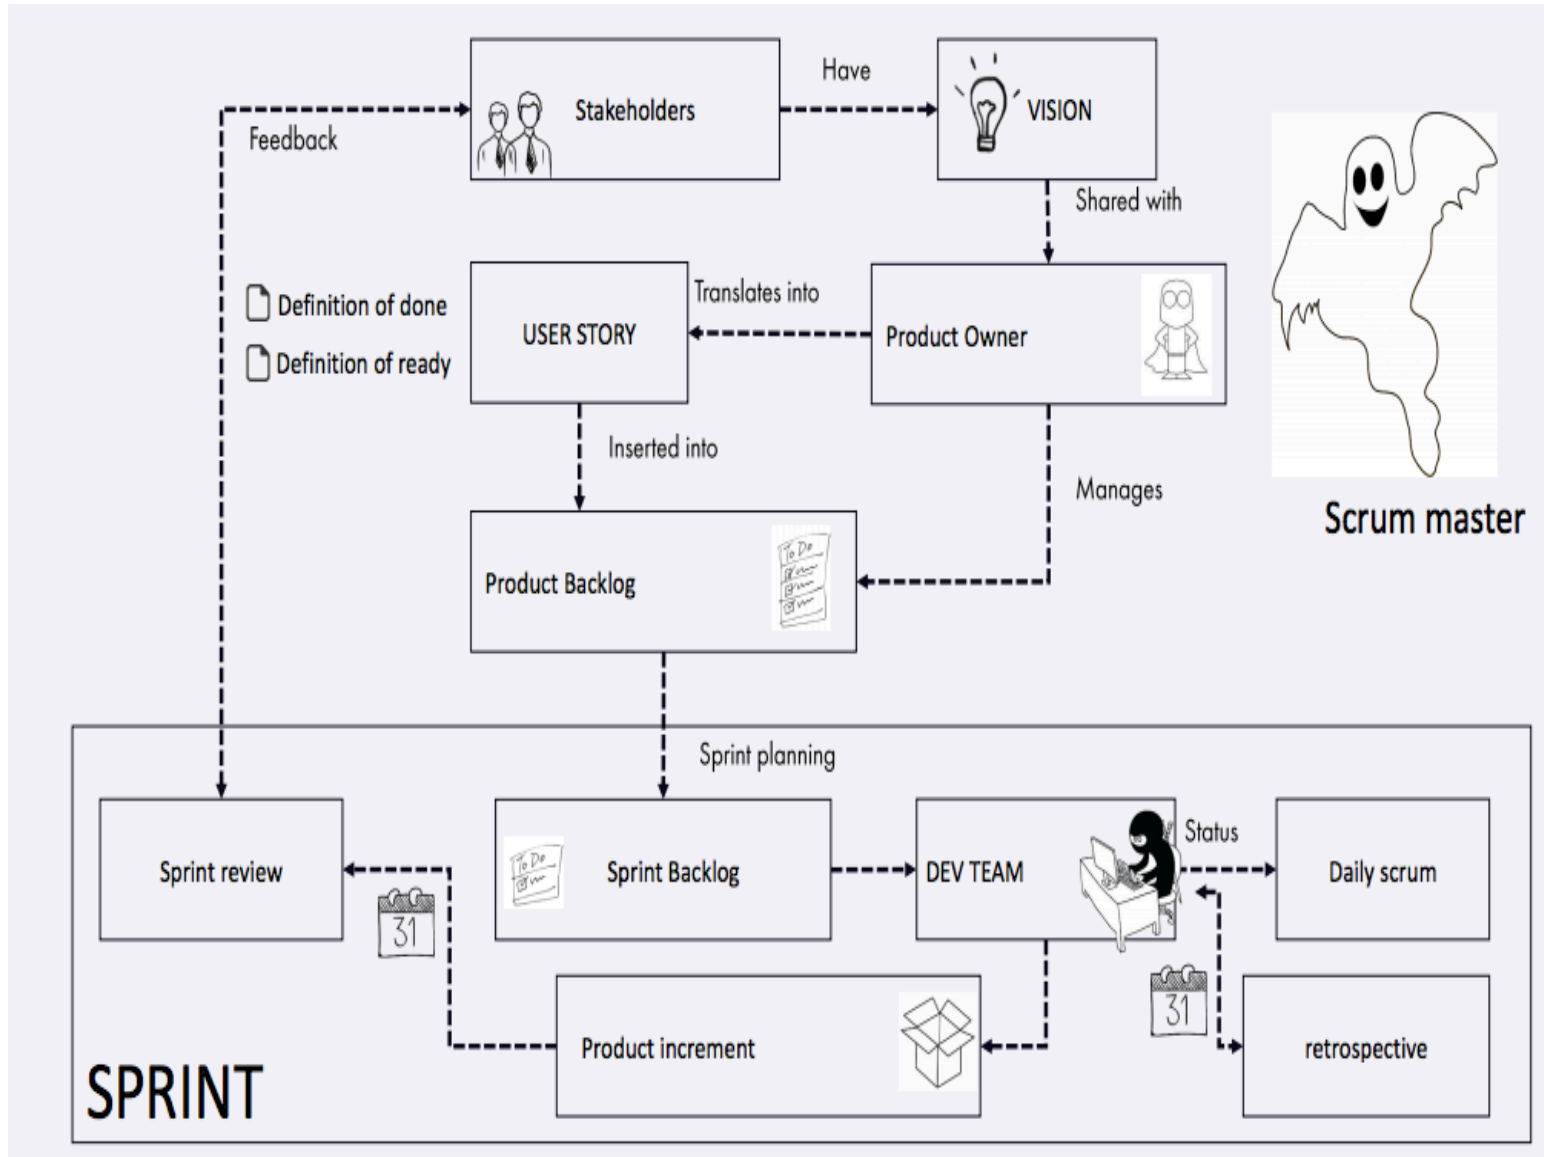 Have
Stakeholders
VISION
Feedback
Shared with
Translates into
Definition of done
USER STORY
Product Owner
Definition of ready
Inserted into
Manages
Scrum master
To Do
Product Backlog
Sprint planning
Status
To Do
Sprint review
Sprint Backlog
DEV TEAM
Daily scrum
31
31
Product increment
retrospective
SPRINT